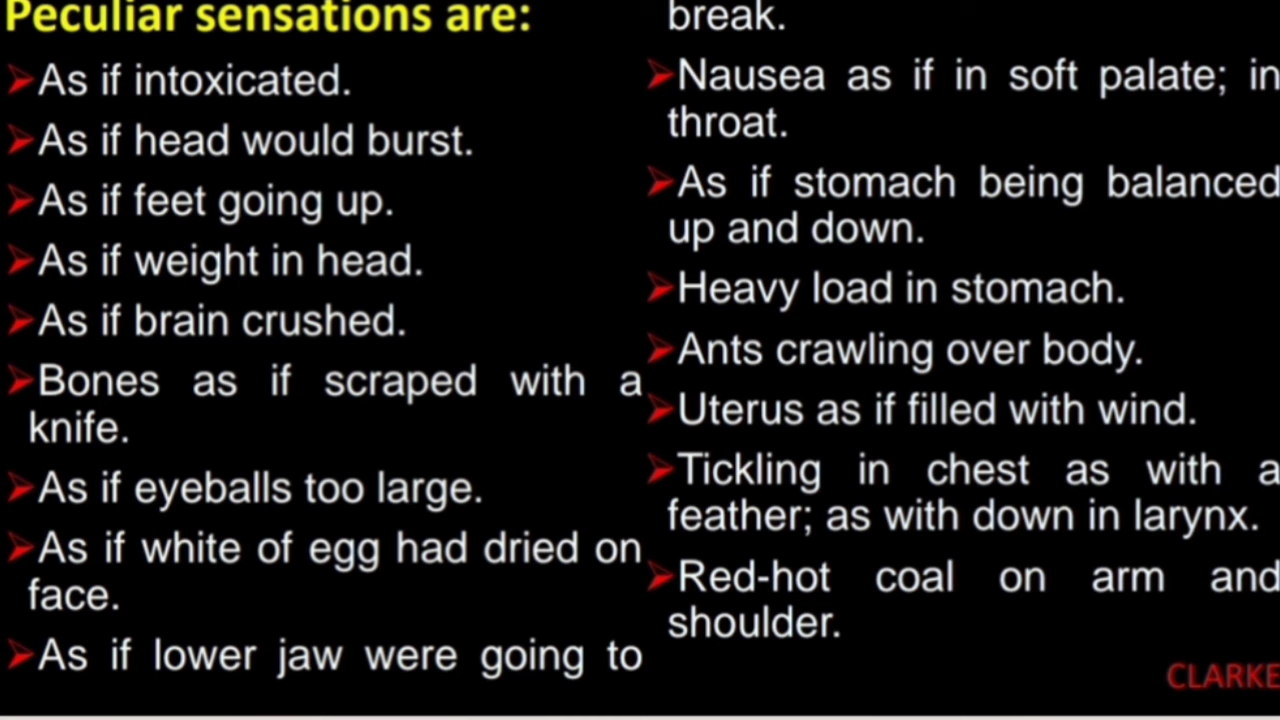 Peculiar sensations are:
➢As if intoxicated.
➢As if head would burst.
➢As if feet going up.
➢As if weight in head.
➢As if brain crushed.
➢Bones as if scraped with a
knife.
➢As if eyeballs too large.
➢As if white of egg had dried on
face.
➢As if lower jaw were going to
break.
➢Nausea as if in soft palate; in
throat.
➢As if stomach being balanced
up and down.
➢Heavy load in stomach.
➢Ants crawling over body.
➢Uterus as if filled with wind.
➢Tickling in chest as with a
feather; as with down in larynx.
➢Red-hot coal on arm and
shoulder.
CLARKE